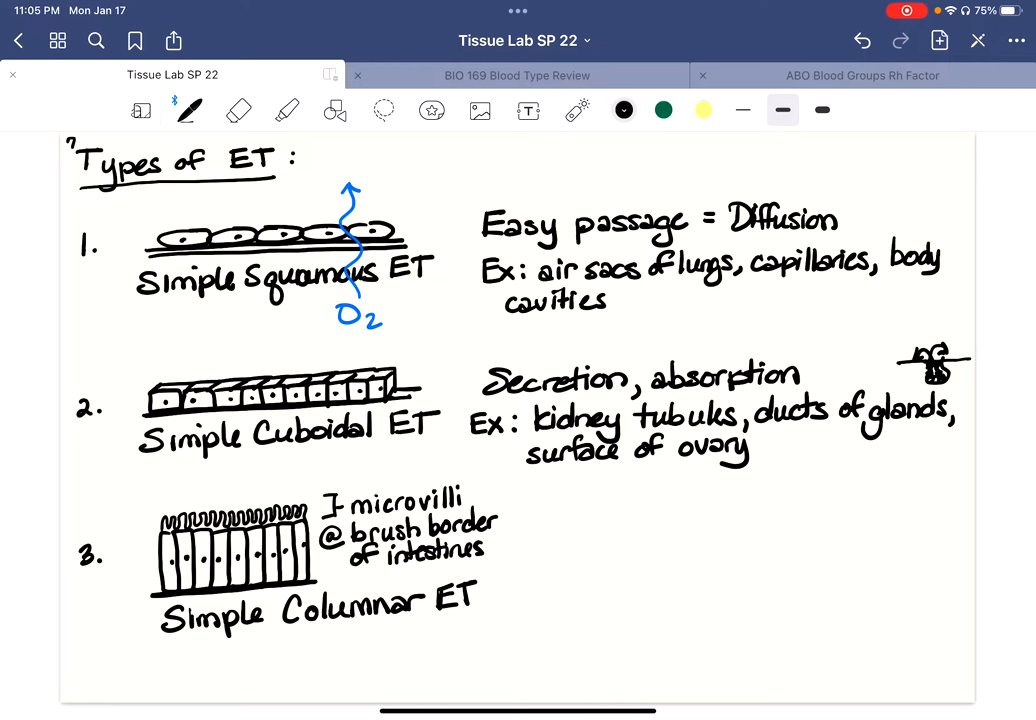 11:05 PM Mon Jan 17
75%
Tissue Lab SP 22
Tissue Lab SP 22
BIO 169 Blood Type Review
ABO Blood Groups Rh Factor
T
7 Types of ET :
1.
Simple Squamous ET
O2
Easy passage = Diffusion
Ex: air sacs of lungs, capillaries, body
cavities
2.
Simple Cuboidal ET
Secretion, absorption
Ex: kidney tubules, ducts of glands,
surface of ovary
3.
microvilli
@ brush border
of intestines
Simple Columnar ET